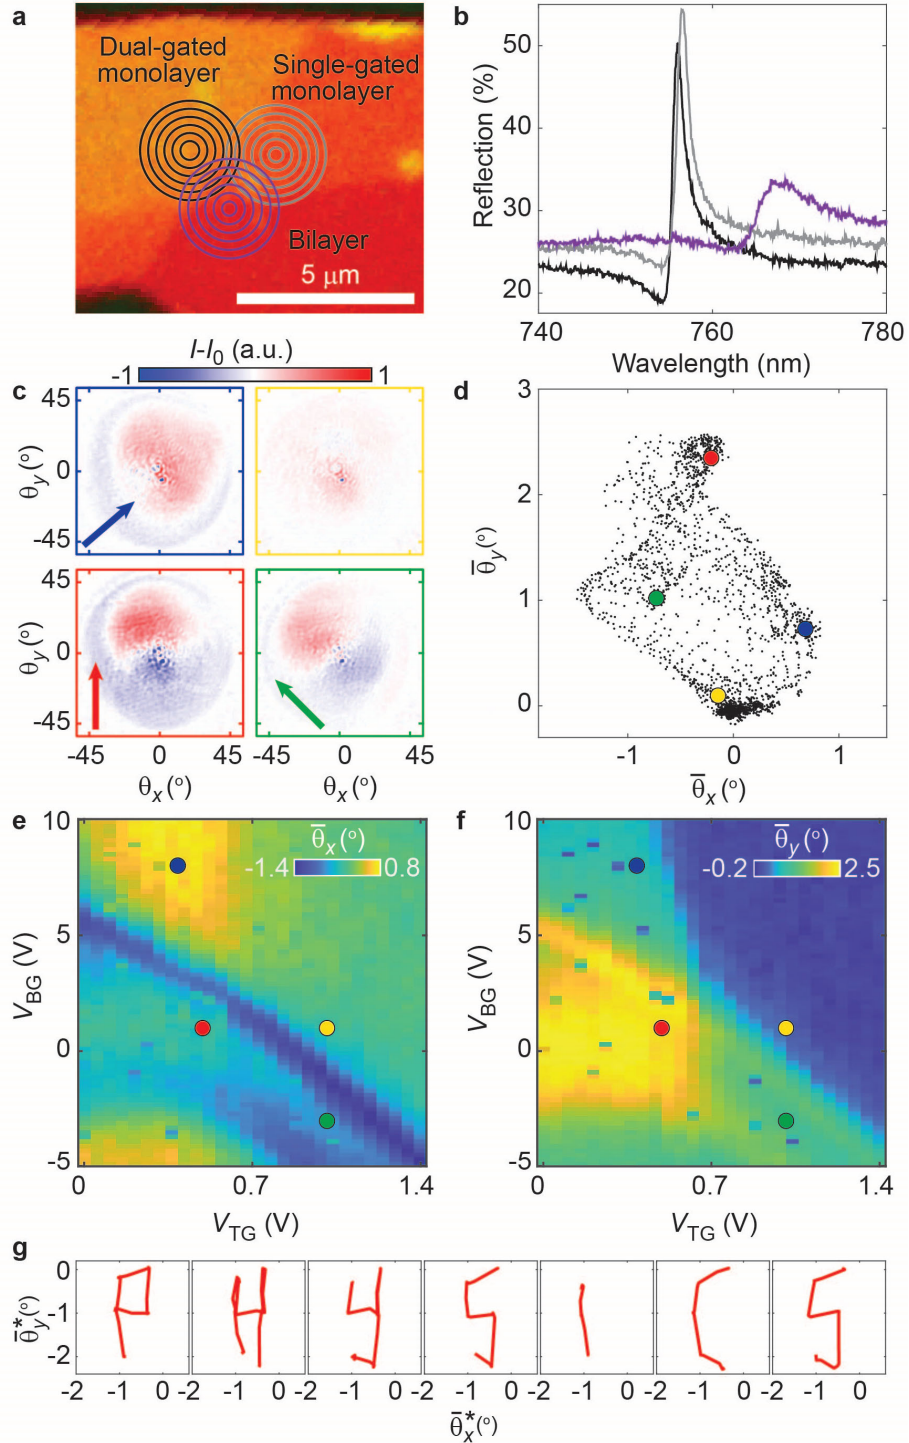 a
Dual-gated
monolayer
Single-gated
monolayer
Bilayer
5 μm
b
Reflection (%)
50
40
30
20
740
760
780
Wavelength (nm)
I-I₀ (a.u.)
-1
1
c
45
0
-45
θy(°)
45
0
-45
θy(°)
-45
0
45
θx(°)
-45
0
45
θx(°)
d
3
2
1
0
θ̄y(°)
-1
0
1
θ̄x(°)
e
10
5
0
-5
VBG (V)
θ̄x(°)
-1.4
0.8
0
0.7
1.4
VTG (V)
f
10
5
0
-5
VBG (V)
θ̄y(°)
-0.2
2.5
0
0.7
1.4
VTG (V)
g
0
-1
-2
θ̄*y(°)
P
H
Y
S
I
C
S
-2
-1
0
-2
-1
0
-2
-1
0
-2
-1
0
-2
-1
0
-2
-1
0
-2
-1
0
θ̄*x(°)